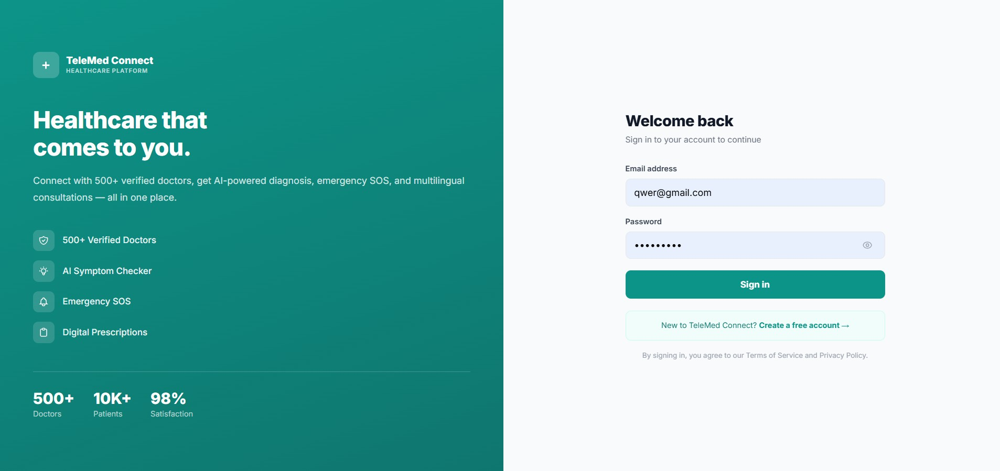 TeleMed Connect
HEALTHCARE PLATFORM
Healthcare that
comes to you.
Connect with 500+ verified doctors, get AI-powered diagnosis, emergency SOS, and multilingual
consultations — all in one place.
500+ Verified Doctors
AI Symptom Checker
Emergency SOS
Digital Prescriptions
500+ 10K+ 98%
Doctors Patients Satisfaction
Welcome back
Sign in to your account to continue
Email address
qwer@gmail.com
Password
•••••••••
Sign in
New to TeleMed Connect? Create a free account →
By signing in, you agree to our Terms of Service and Privacy Policy.